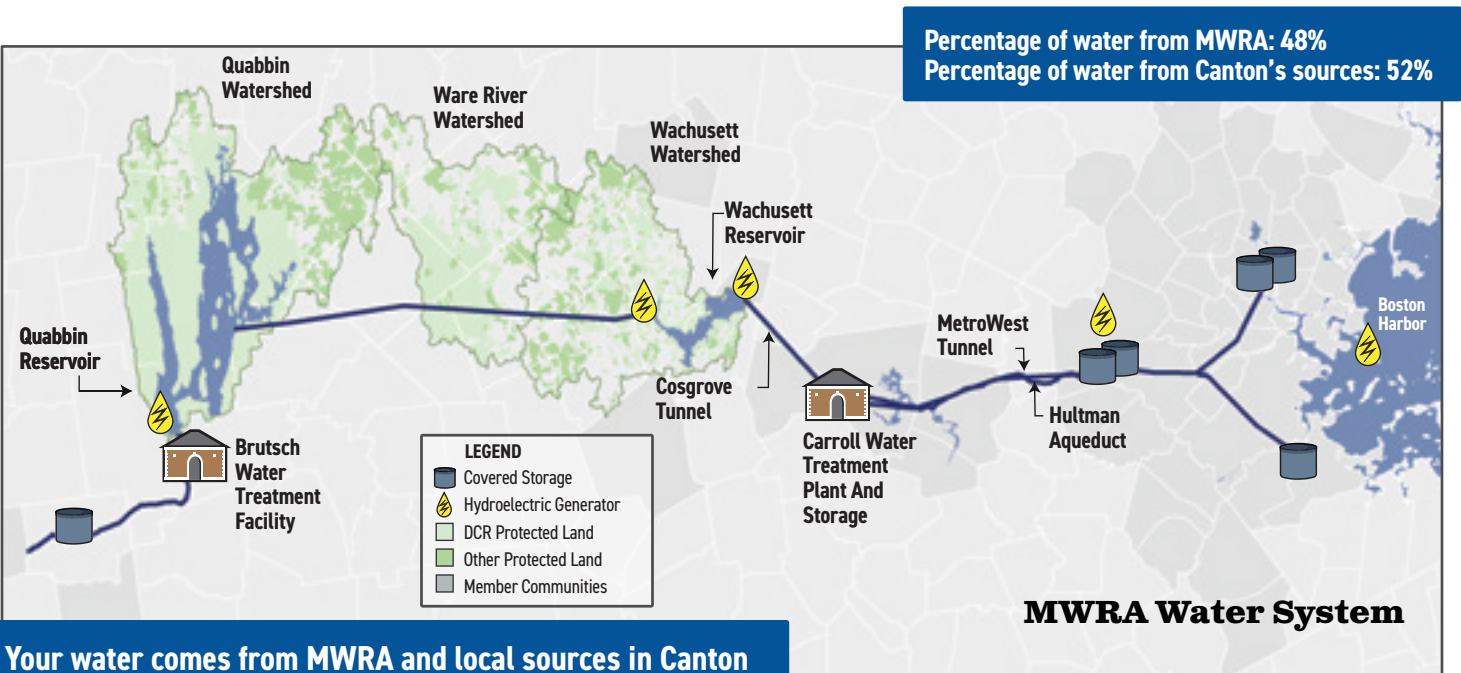 Percentage of water from MWRA: 48%
Percentage of water from Canton's sources: 52%
Quabbin
Watershed
Ware River
Watershed
Wachusett
Watershed
Wachusett
Reservoir
Quabbin
Reservoir
Cosgrove
Tunnel
MetroWest
Tunnel
Boston
Harbor
Hultman
Aqueduct
Brutsch
Water
Treatment
Facility
Carroll Water
Treatment
Plant And
Storage
LEGEND
Covered Storage
Hydroelectric Generator
DCR Protected Land
Other Protected Land
Member Communities
MWRA Water System
Your water comes from MWRA and local sources in Canton